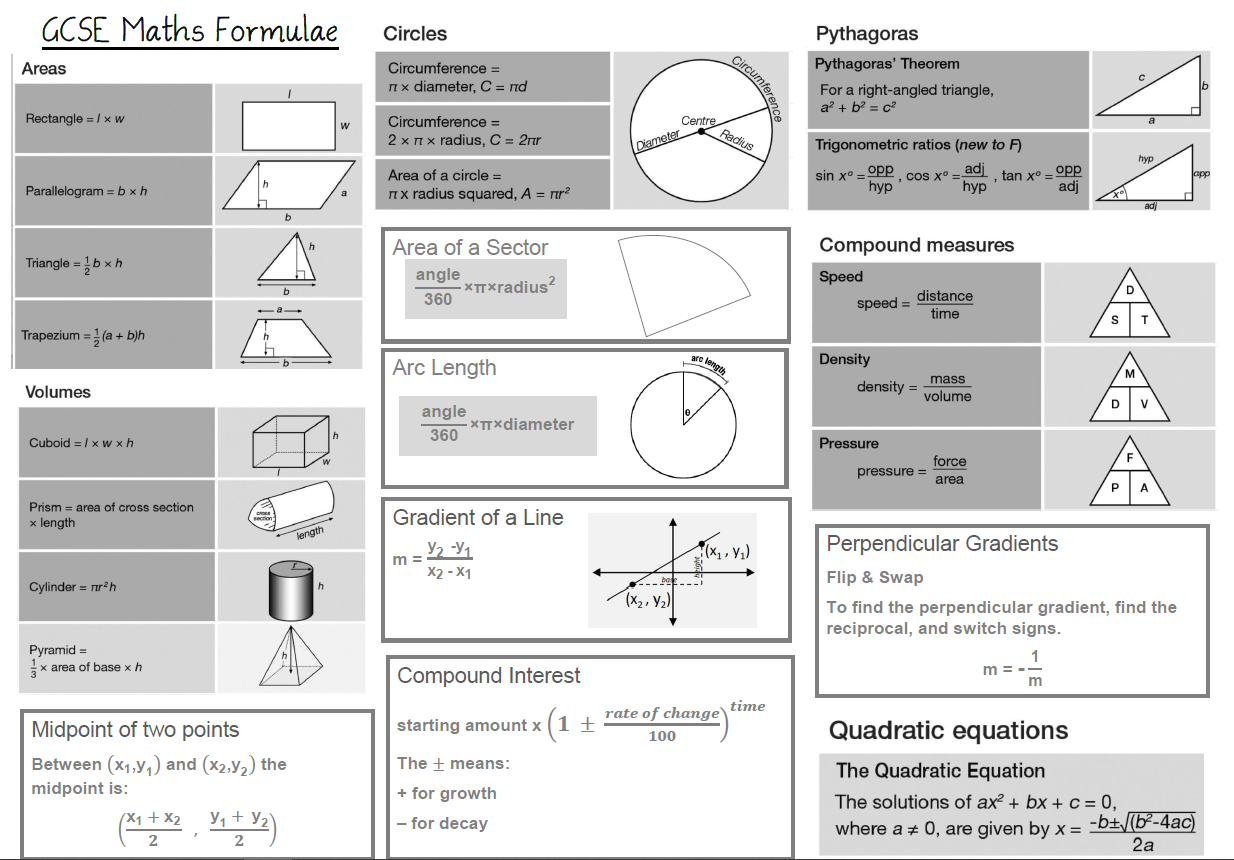 GCSE Maths Formulae
Areas
Rectangle = l × w
l
w
Parallelogram = b × h
h
a
b
Triangle = 1/2 b × h
h
b
Trapezium = 1/2 (a + b)h
a
h
b
Volumes
Cuboid = l × w × h
h
w
l
Prism = area of cross section
× length
cross
section
length
Cylinder = πr²h
r
h
Pyramid =
1/3 × area of base × h
h
Midpoint of two points
Between (x₁,y₁) and (x₂,y₂) the
midpoint is:
((x₁ + x₂)/2 , (y₁ + y₂)/2)
Circles
Circumference =
π × diameter, C = πd
Circumference =
2 × π × radius, C = 2πr
Area of a circle =
π x radius squared, A = πr²
Circumference
Centre
Diameter
Radius
Area of a Sector
angle/360 ×π×radius²
Arc Length
angle/360 ×π×diameter
arc length
θ
Gradient of a Line
m = (y₂ -y₁)/(x₂ - x₁)
(x₁ , y₁)
height
base
(x₂ , y₂)
Compound Interest
starting amount x (1 ± rate of change/100)^time
The ± means:
+ for growth
– for decay
Pythagoras
Pythagoras' Theorem
For a right-angled triangle,
a² + b² = c²
c
b
a
Trigonometric ratios (new to F)
sin xº = opp/hyp , cos xº = adj/hyp , tan xº = opp/adj
hyp
opp
xº
adj
Compound measures
Speed
speed = distance/time
D
S T
Density
density = mass/volume
M
D V
Pressure
pressure = force/area
F
P A
Perpendicular Gradients
Flip & Swap
To find the perpendicular gradient, find the
reciprocal, and switch signs.
m = - 1/m
Quadratic equations
The Quadratic Equation
The solutions of ax² + bx + c = 0,
where a ≠ 0, are given by x = -b±√(b²-4ac)/2a